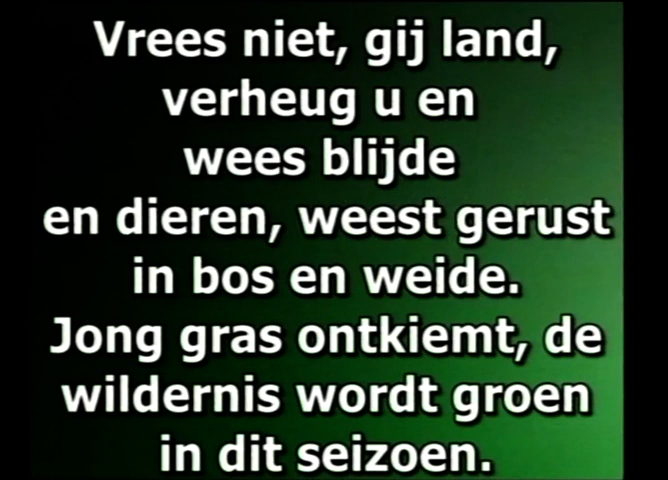 Vrees niet, gij land,
verheug u en
wees blijde
en dieren, weest gerust
in bos en weide.
Jong gras ontkiemt, de
wildernis wordt groen
in dit seizoen.